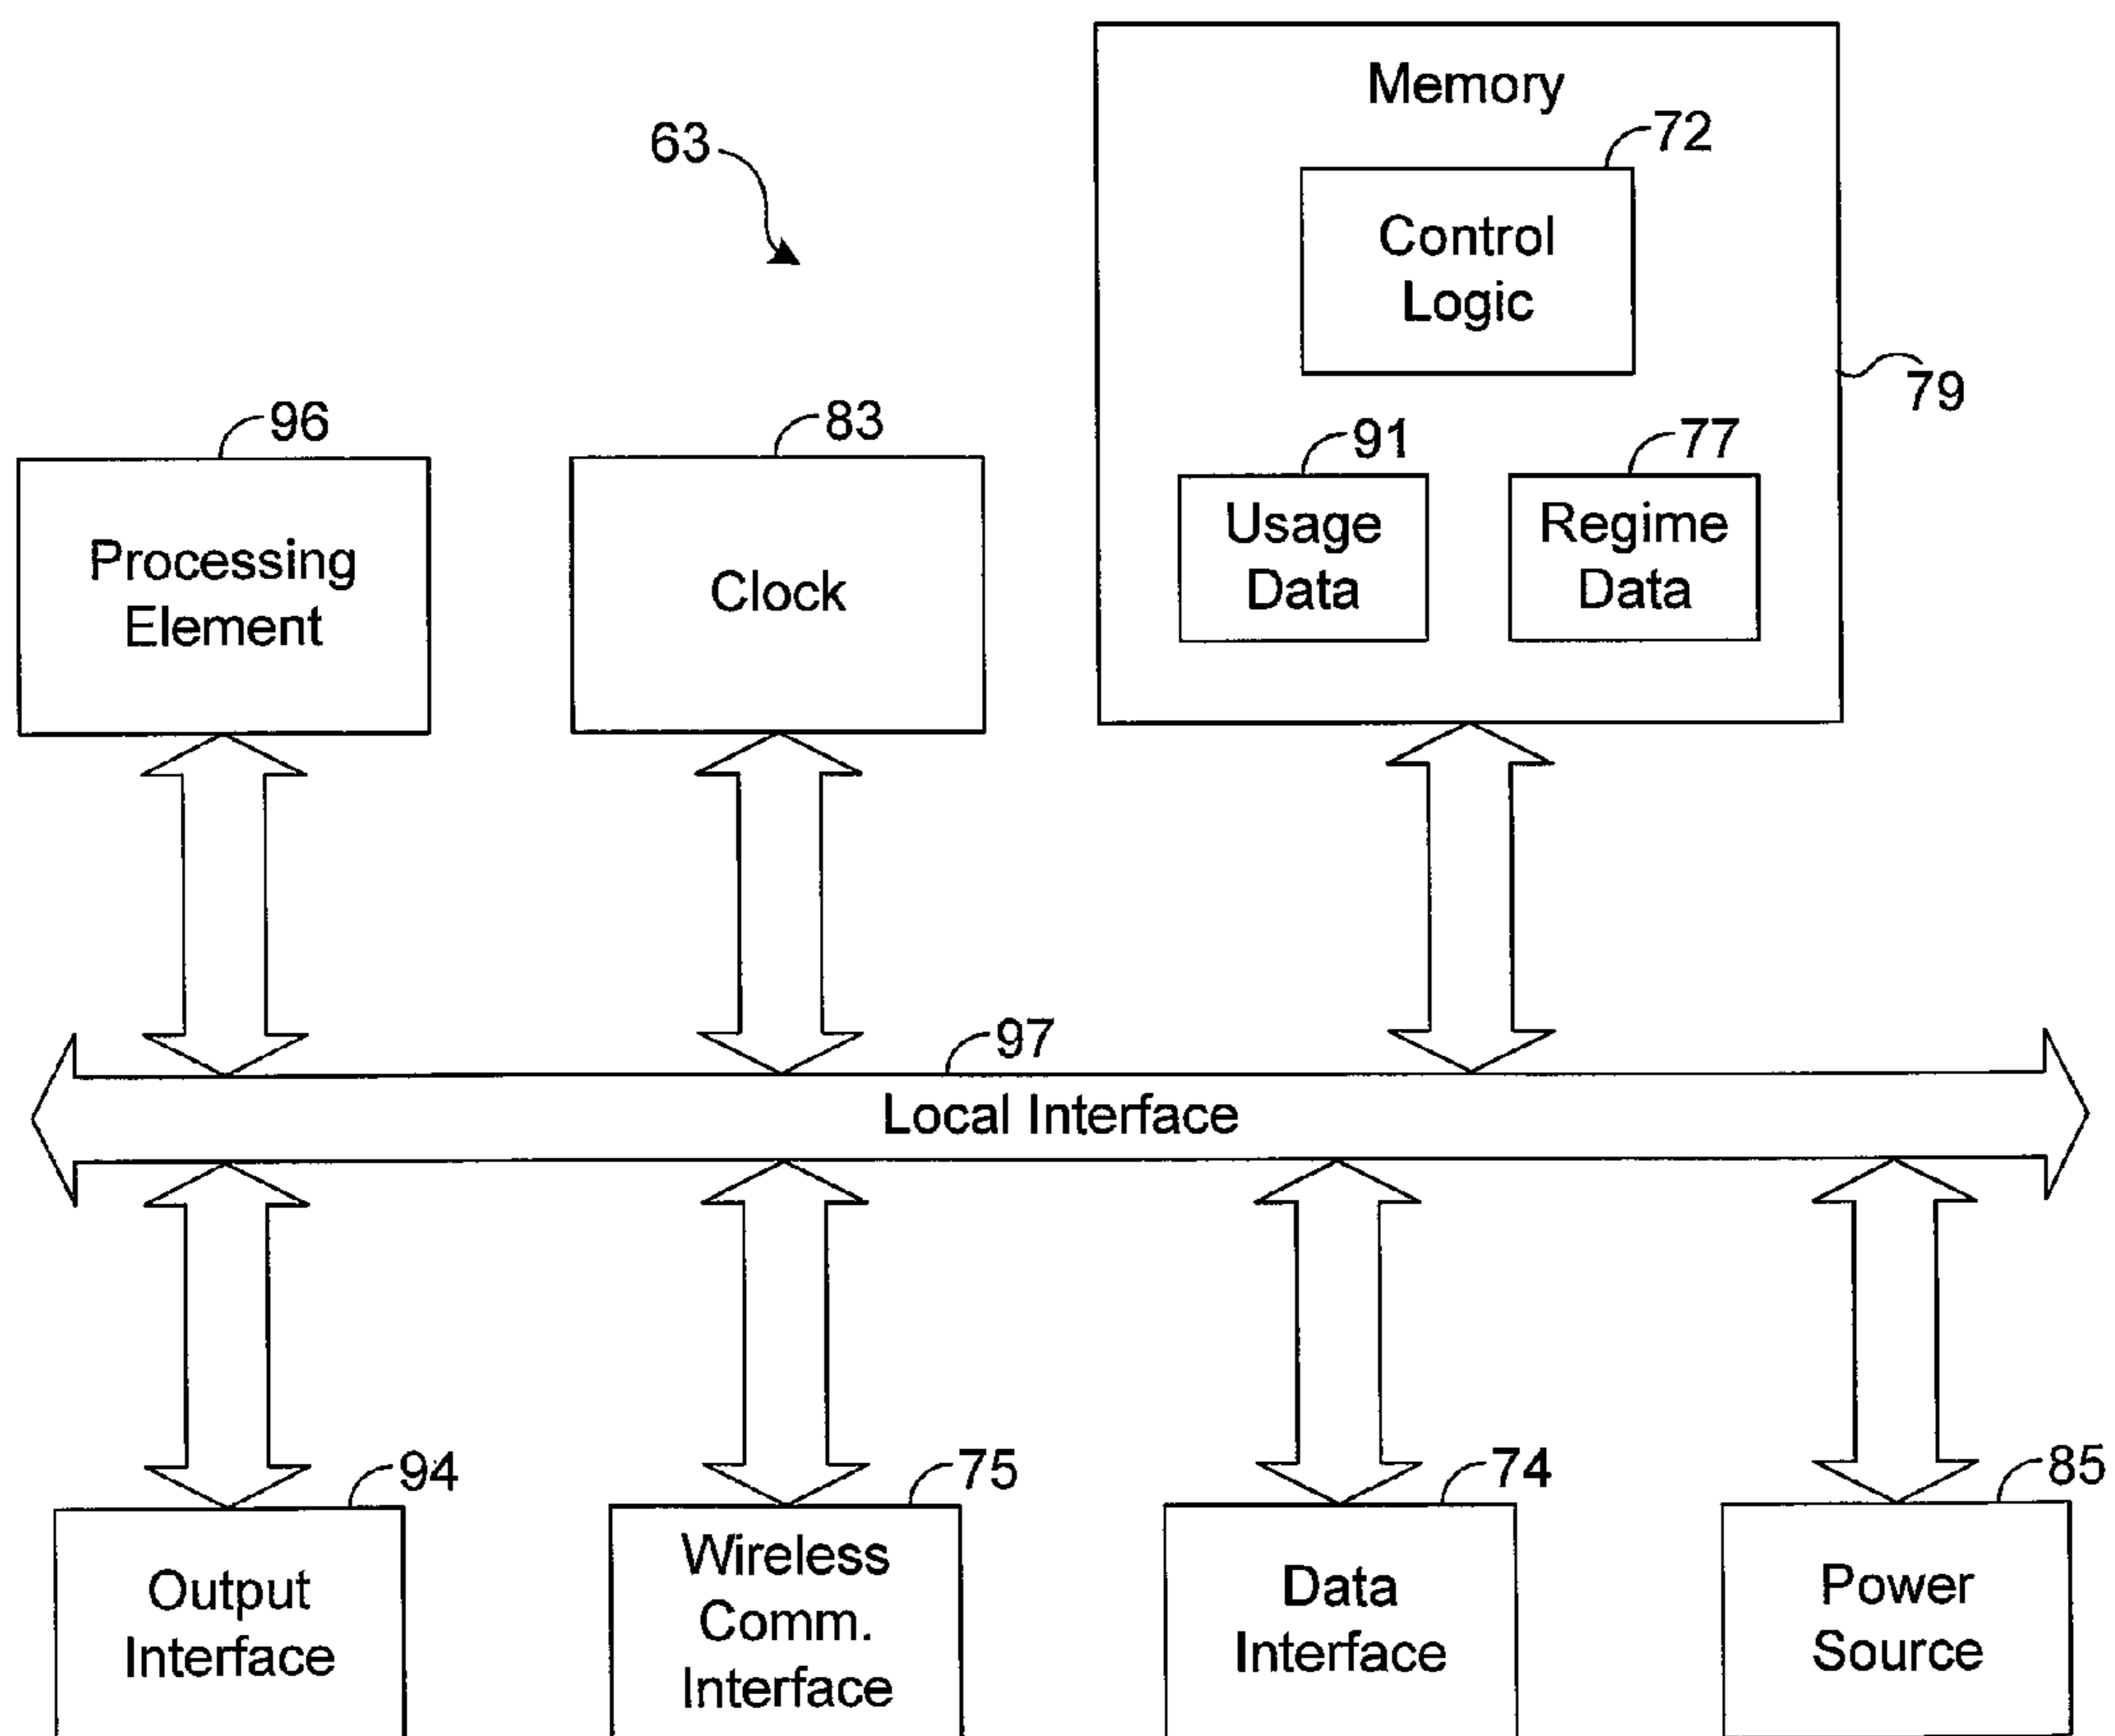 Memory
63
72
Control
Logic
79
96
83
91
77
Processing
Element
Clock
Usage
Data
Regime
Data
97
Local Interface
94
75
74
85
Output
Interface
Wireless
Comm.
Interface
Data
Interface
Power
Source